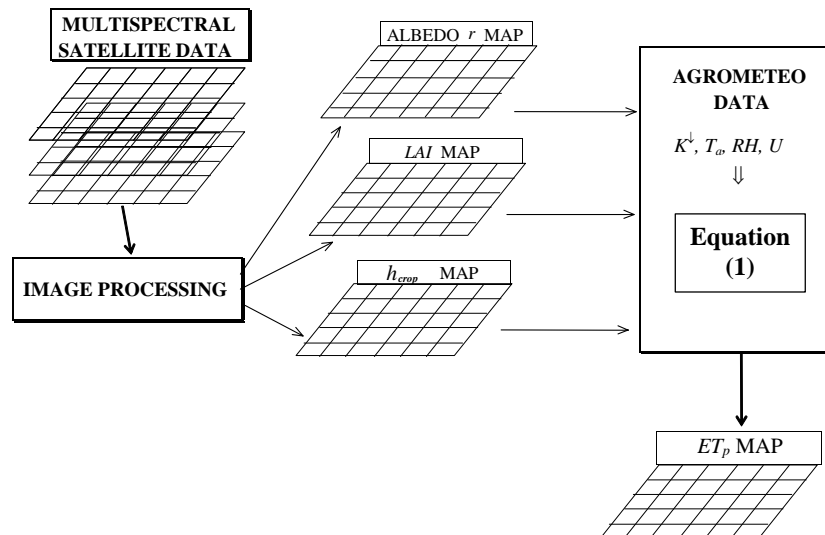 MULTISPECTRAL
SATELLITE DATA
ALBEDO r MAP
AGROMETEO
DATA
K↓, Ta, RH, U
⇓
LAI MAP
Equation
(1)
IMAGE PROCESSING
hcrop MAP
ETp MAP